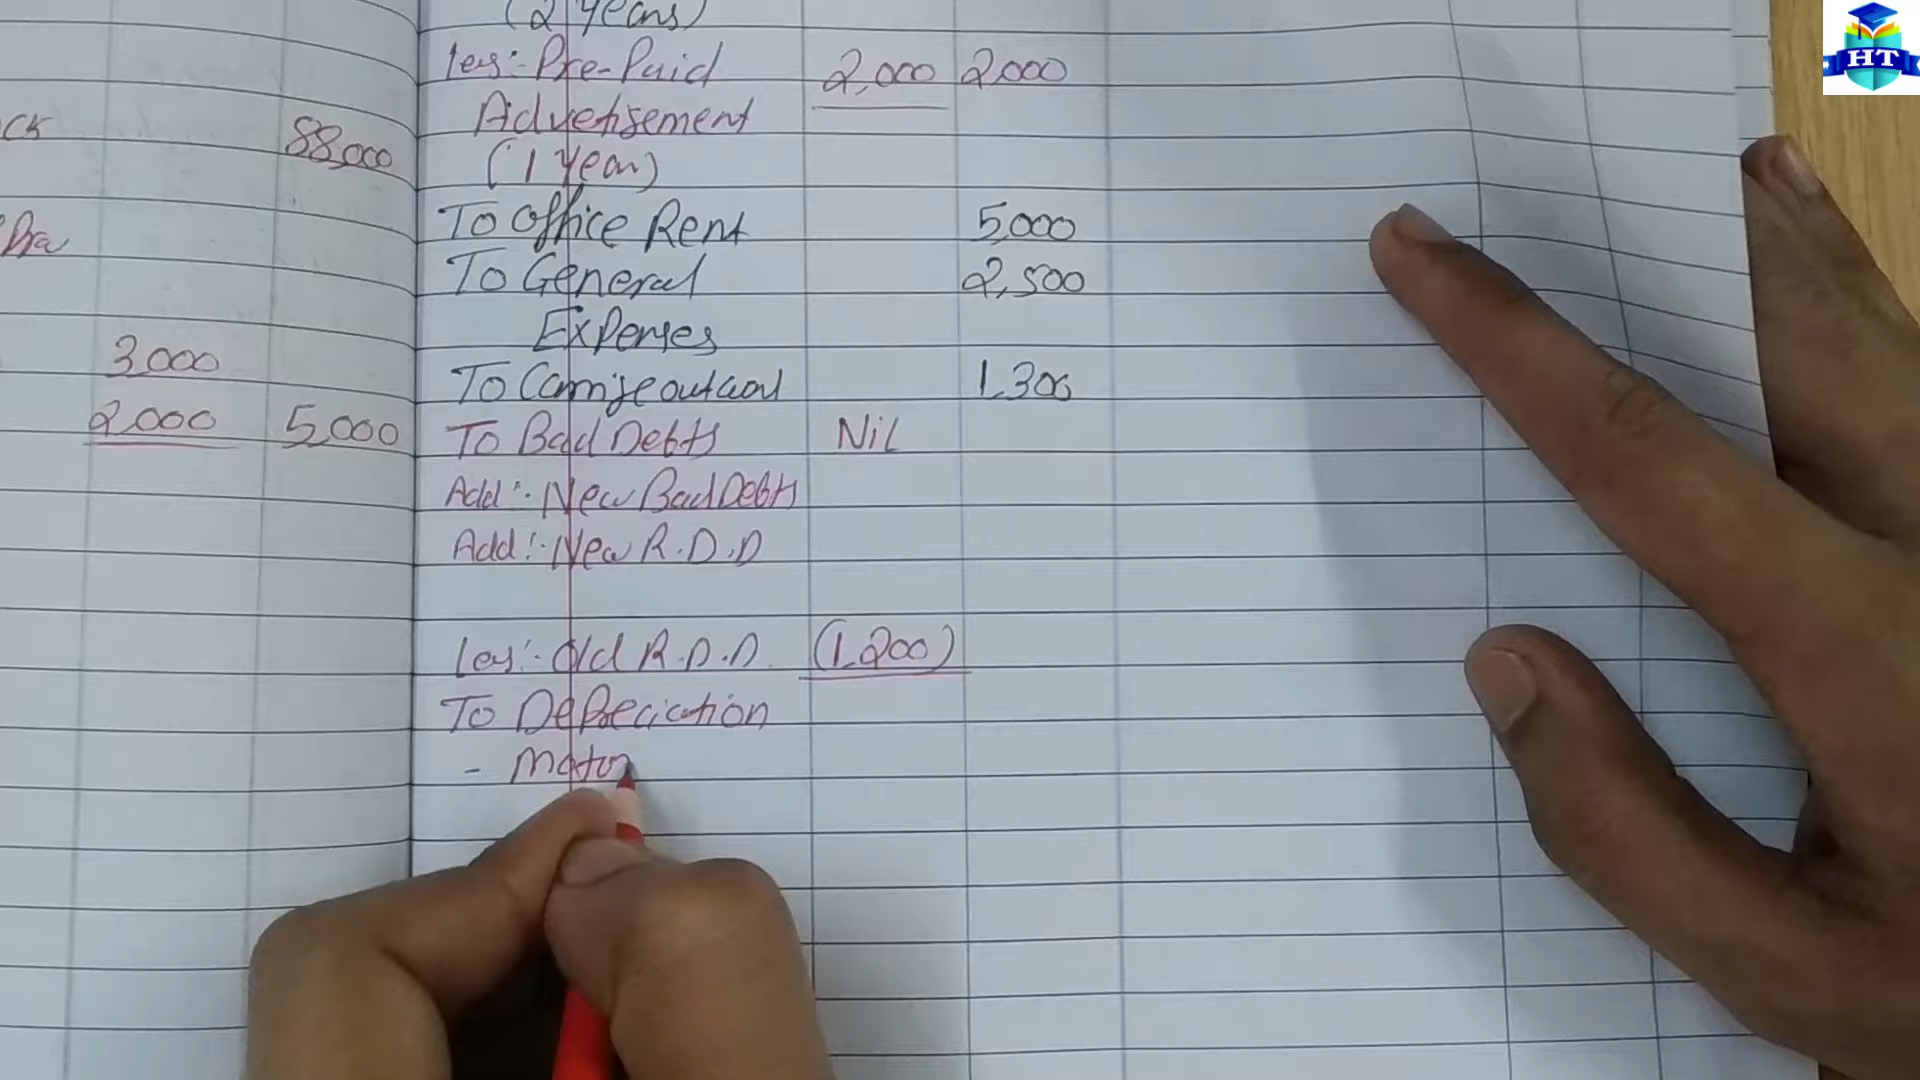 (2 Years)
Less:- Pre-Paid 2,000 2,000
Advertisement
(1 Year)
To Office Rent 5,000
To General 2,500
Expenses
To Carriage outward 1,300
To Bad Debts Nil
Add:- New Bad Debts
Add:- New R.D.D
Less:- Old R.D.D. (1,200)
To Depreciation
- Motor
ck 88,000
Dra
3,000
2,000 5,000
HT